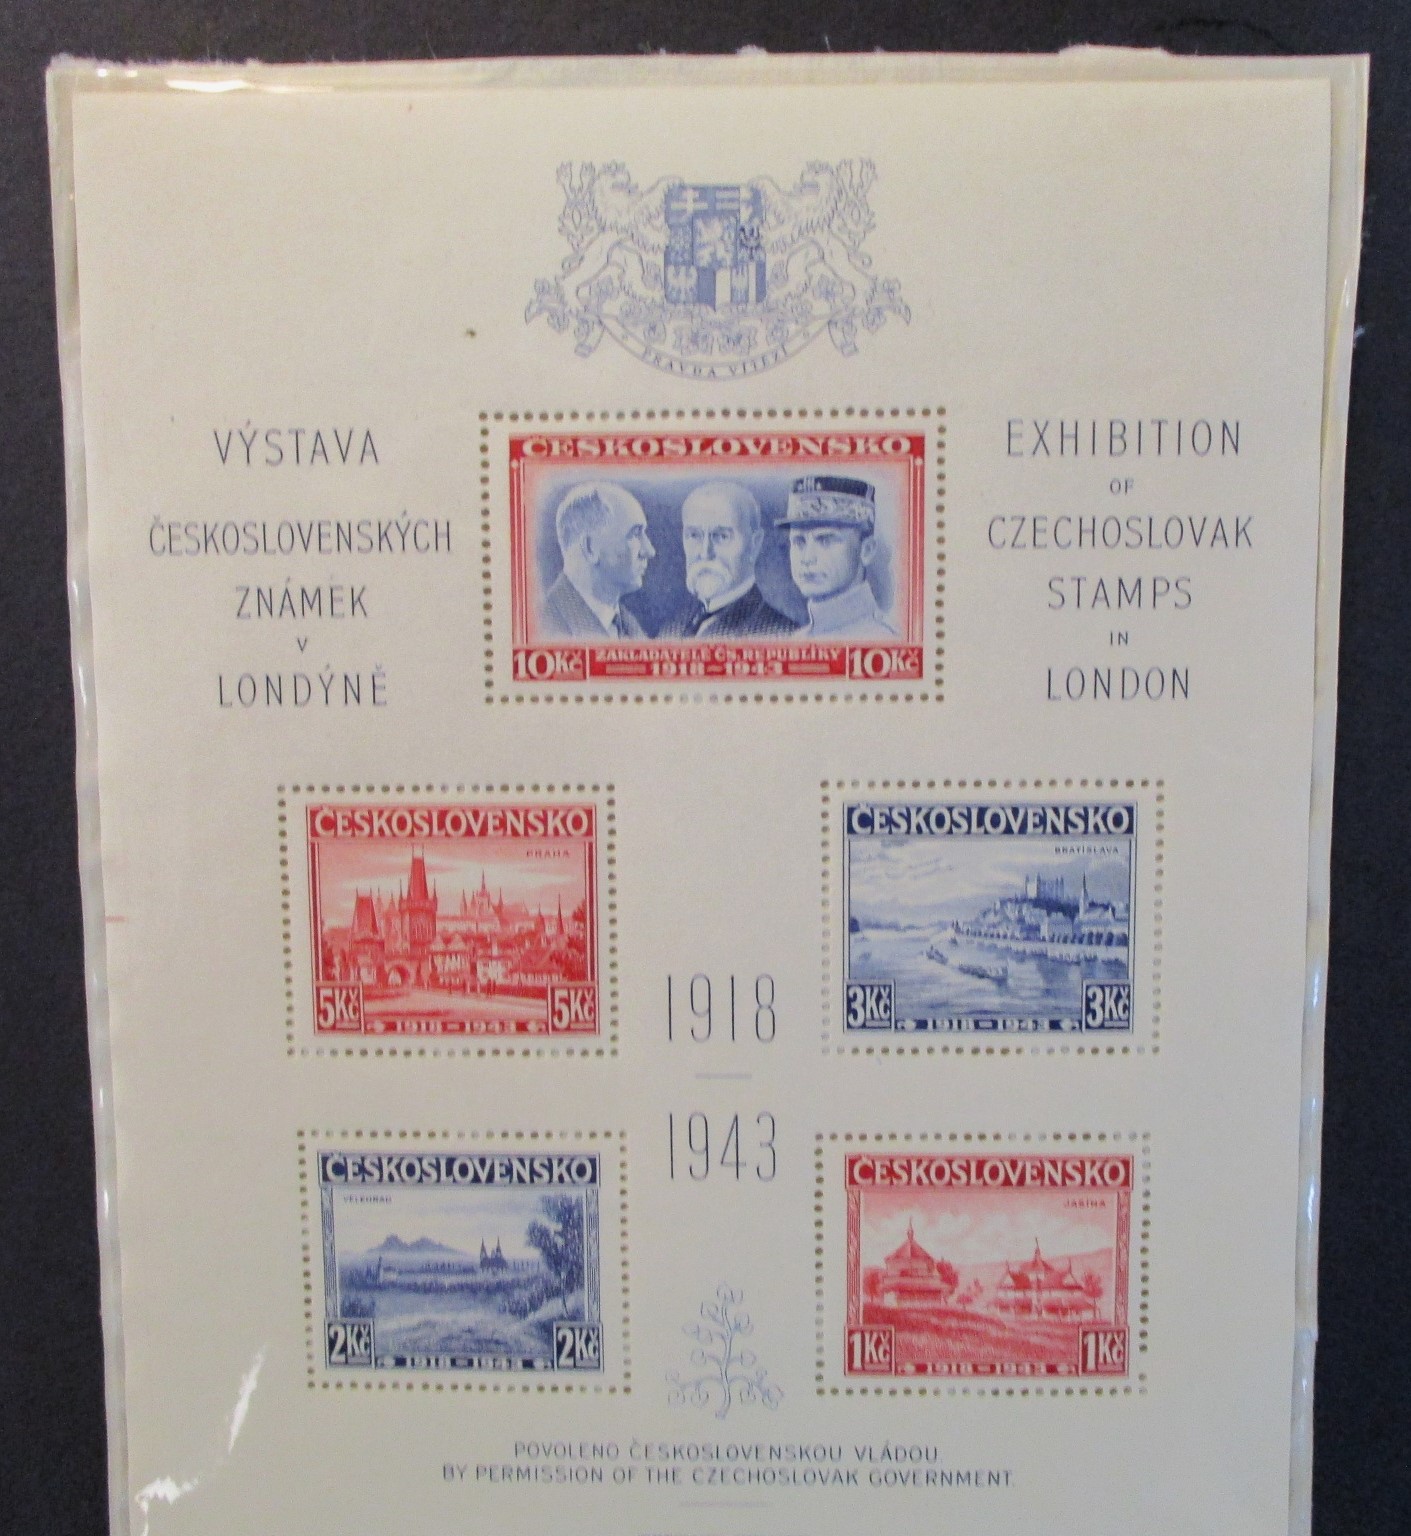 PRAVDA VÍTĚZÍ
VÝSTAVA
ČESKOSLOVENSKÝCH
ZNÁMEK
V
LONDÝNĚ
ČESKOSLOVENSKO
10Kč
ZAKLADATELÉ ČS. REPUBLIKY
1918-1943
10Kč
EXHIBITION
OF
CZECHOSLOVAK
STAMPS
IN
LONDON
ČESKOSLOVENSKO
PRAHA
5Kč
1918-1943
5Kč
ČESKOSLOVENSKO
BRATISLAVA
3Kč
1918-1943
3Kč
1918
1943
ČESKOSLOVENSKO
VELEHRAD
2Kč
1918-1943
2Kč
ČESKOSLOVENSKO
JASIŇA
1Kč
1918-1943
1Kč
POVOLENO ČESKOSLOVENSKOU VLÁDOU.
BY PERMISSION OF THE CZECHOSLOVAK GOVERNMENT.